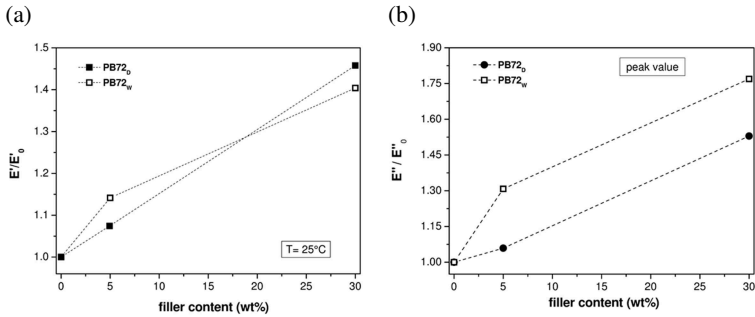 (a)
1.5
1.4
1.3
1.2
1.1
1.0
E'/E'0
PB72D
PB72W
T= 25°C
0 5 10 15 20 25 30
filler content (wt%)
(b)
1.90
1.75
1.60
1.45
1.30
1.15
1.00
E"/ E"0
PB72D
PB72W
peak value
0 5 10 15 20 25 30
filler content (wt%)